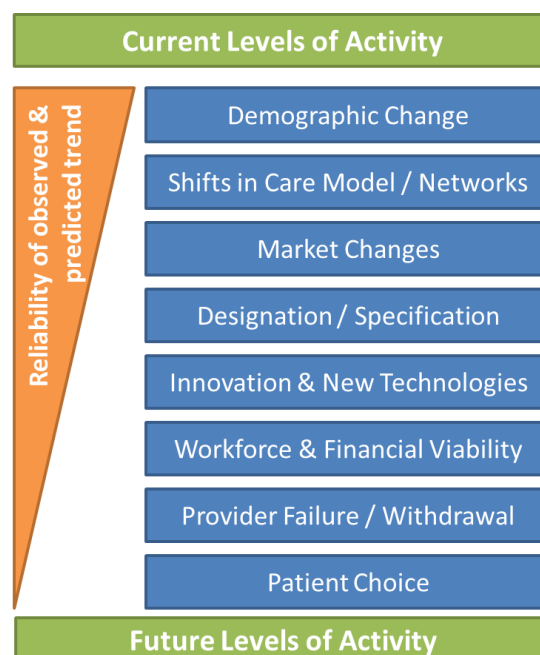 Current Levels of Activity
Reliability of observed &
predicted trend
Demographic Change
Shifts in Care Model / Networks
Market Changes
Designation / Specification
Innovation & New Technologies
Workforce & Financial Viability
Provider Failure / Withdrawal
Patient Choice
Future Levels of Activity